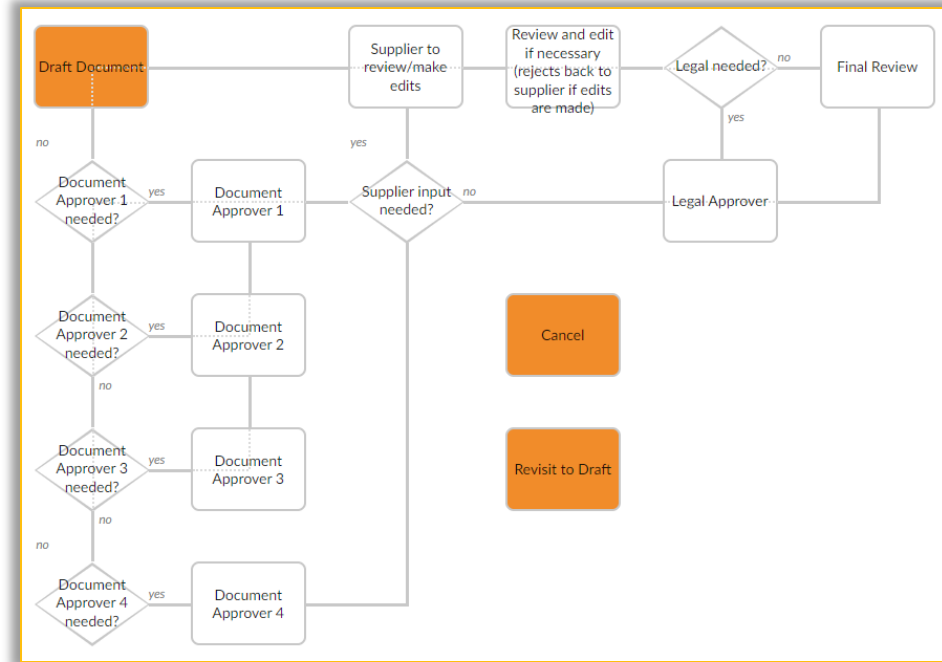 Draft Document
Supplier to
review/make
edits
Review and edit
if necessary
(rejects back to
supplier if edits
are made)
Legal needed?
no
Final Review
no
yes
yes
Document
Approver 1
needed?
yes
Document
Approver 1
Supplier input
needed?
no
Legal Approver
Document
Approver 2
needed?
yes
Document
Approver 2
Cancel
no
Document
Approver 3
needed?
yes
Document
Approver 3
Revisit to Draft
no
no
Document
Approver 4
needed?
yes
Document
Approver 4